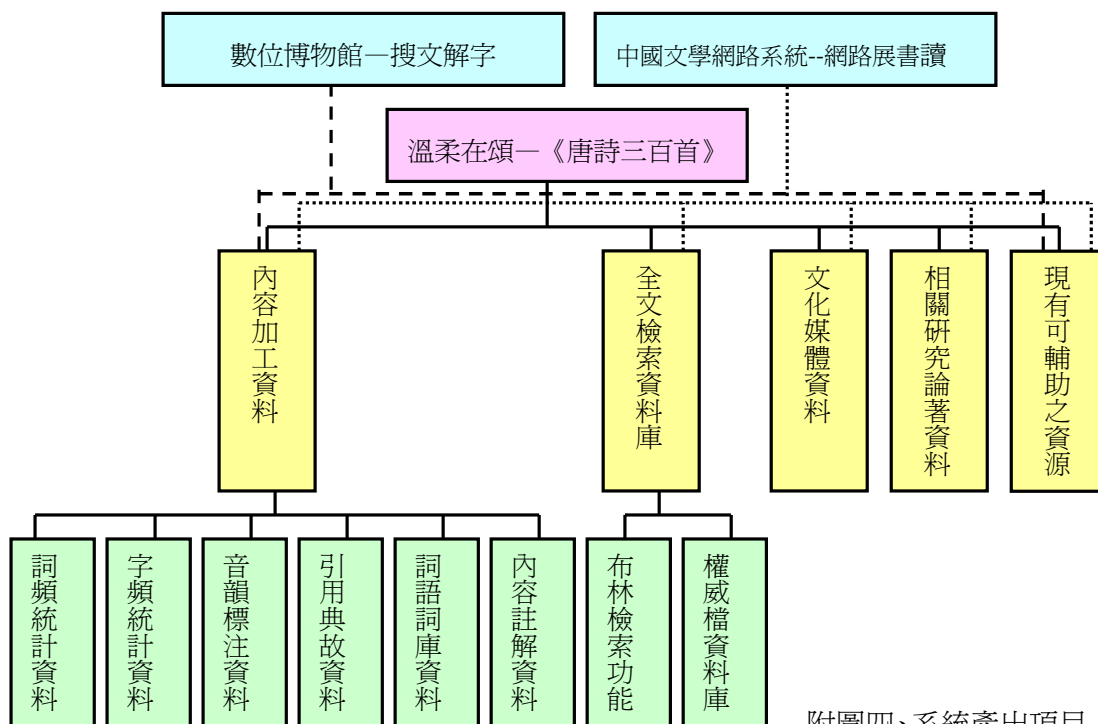 數位博物館—搜文解字
中國文學網路系統--網路展書讀
溫柔在頌—《唐詩三百首》
內容加工資料
全文檢索資料庫
文化媒體資料
相關研究論著資料
現有可輔助之資源
詞頻統計資料
字頻統計資料
音韻標注資料
引用典故資料
詞語詞庫資料
內容註解資料
布林檢索功能
權威檔資料庫
附圖四、系統產出項目